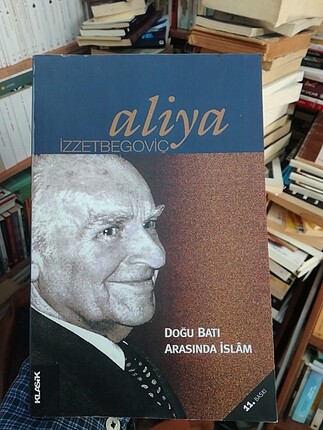 aliya
İZZETBEGOVİÇ
DOĞU BATI
ARASINDA İSLÂM
KLASİK
11. BASKI